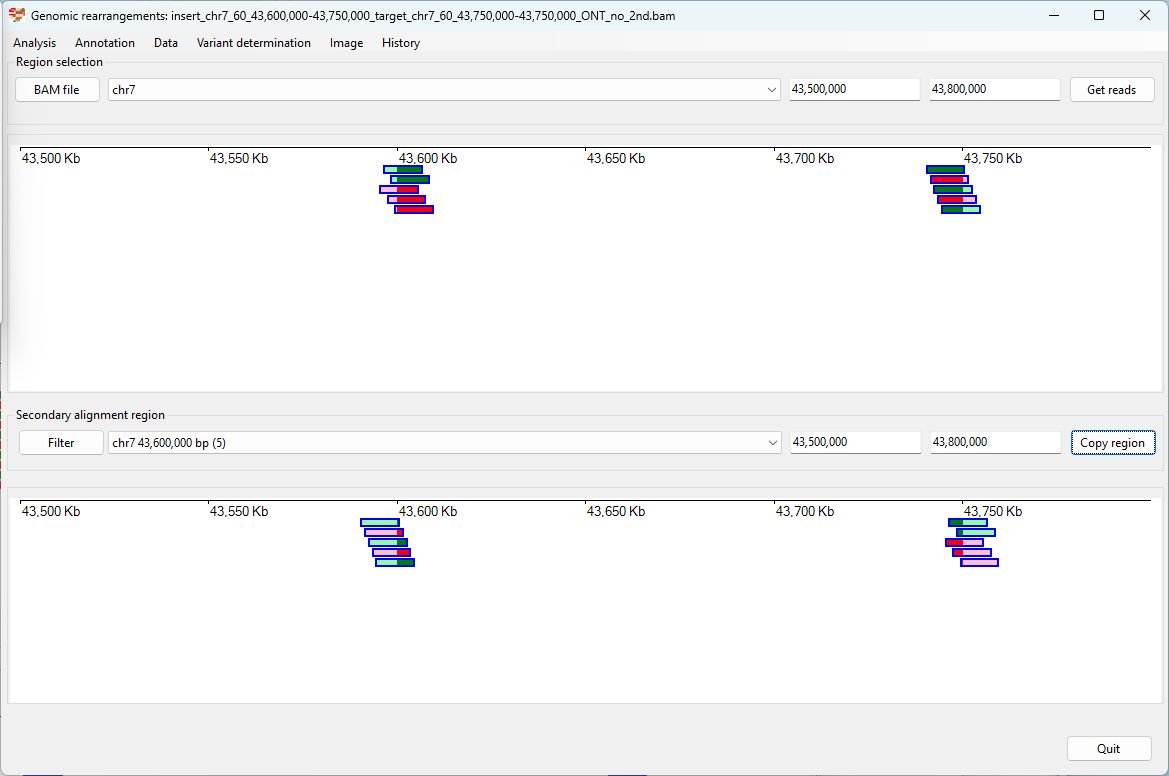 Genomic rearrangements: insert_chr7_60_43,600,000-43,750,000_target_chr7_60_43,750,000-43,750,000_ONT_no_2nd.bam
Analysis Annotation Data Variant determination Image History
Region selection
BAM file chr7 43,500,000 43,800,000 Get reads
43,500 Kb 43,550 Kb 43,600 Kb 43,650 Kb 43,700 Kb 43,750 Kb
Secondary alignment region
Filter chr7 43,600,000 bp (5) 43,500,000 43,800,000 Copy region
43,500 Kb 43,550 Kb 43,600 Kb 43,650 Kb 43,700 Kb 43,750 Kb
Quit